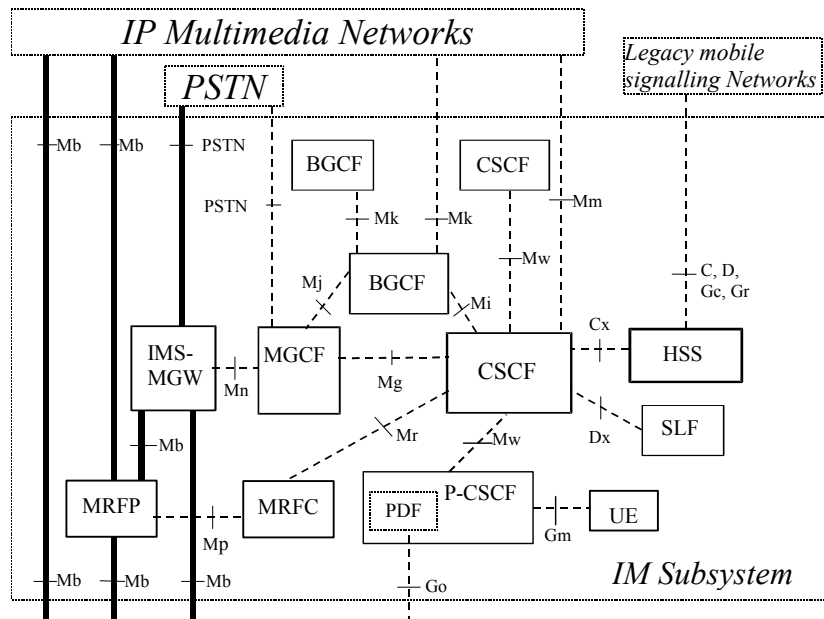 IP Multimedia Networks
Legacy mobile
signalling Networks
PSTN
Mb
Mb
PSTN
BGCF
CSCF
PSTN
Mk
Mk
Mm
Mw
C, D,
Gc, Gr
BGCF
Mj
Mi
Cx
IMS-
MGW
MGCF
CSCF
HSS
Mn
Mg
Mr
Mw
Dx
SLF
Mb
MRFP
MRFC
P-CSCF
PDF
UE
Mp
Gm
Mb
Mb
Mb
Go
IM Subsystem